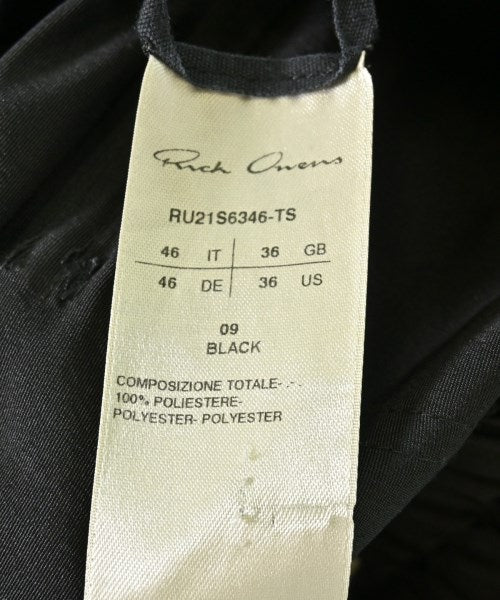 Rick Owens
RU21S6346-TS
46 IT 36 GB
46 DE 36 US
09
BLACK
COMPOSIZIONE TOTALE- .- .
100% POLIESTERE-
POLYESTER- POLYESTER